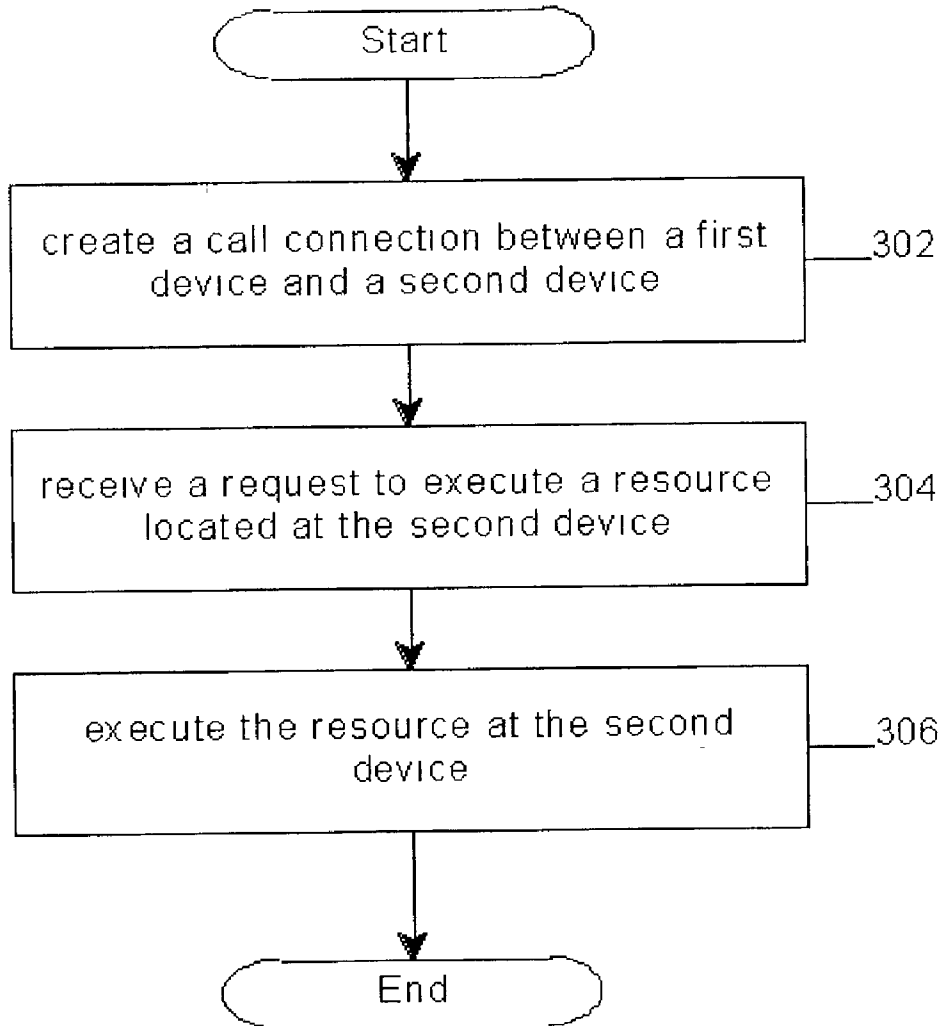 Start
create a call connection between a first
device and a second device
302
receive a request to execute a resource
located at the second device
304
execute the resource at the second
device
306
End